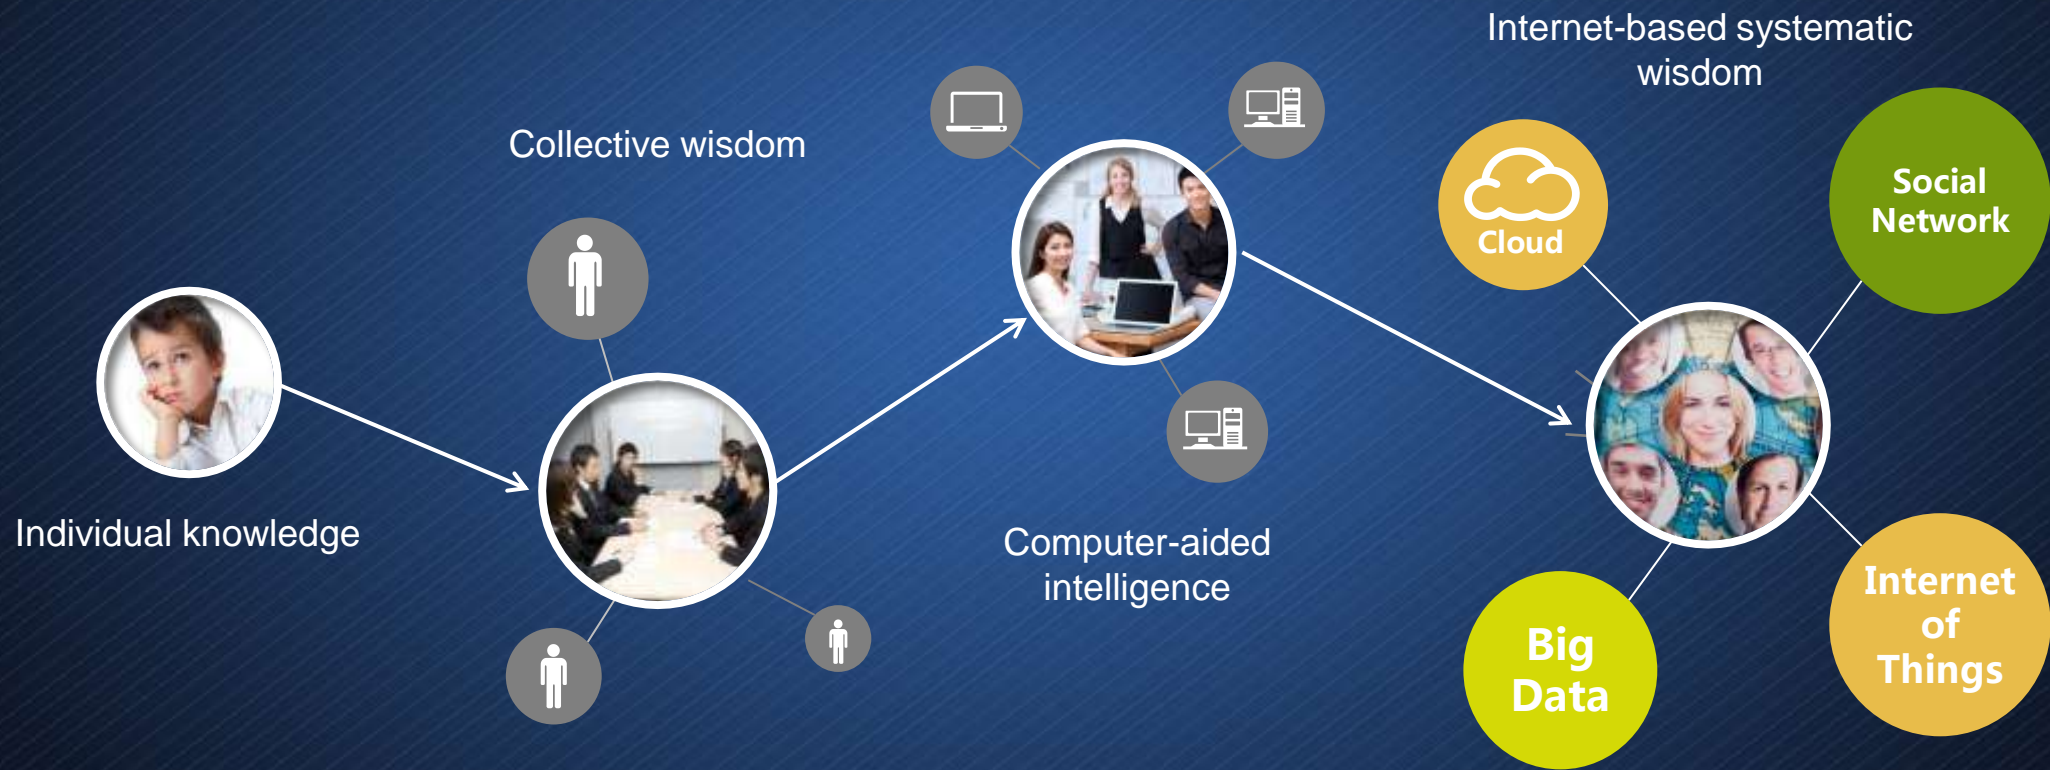 Individual knowledge
Collective wisdom
Computer-aided
intelligence
Internet-based systematic
wisdom
Cloud
Social
Network
Big
Data
Internet
of
Things